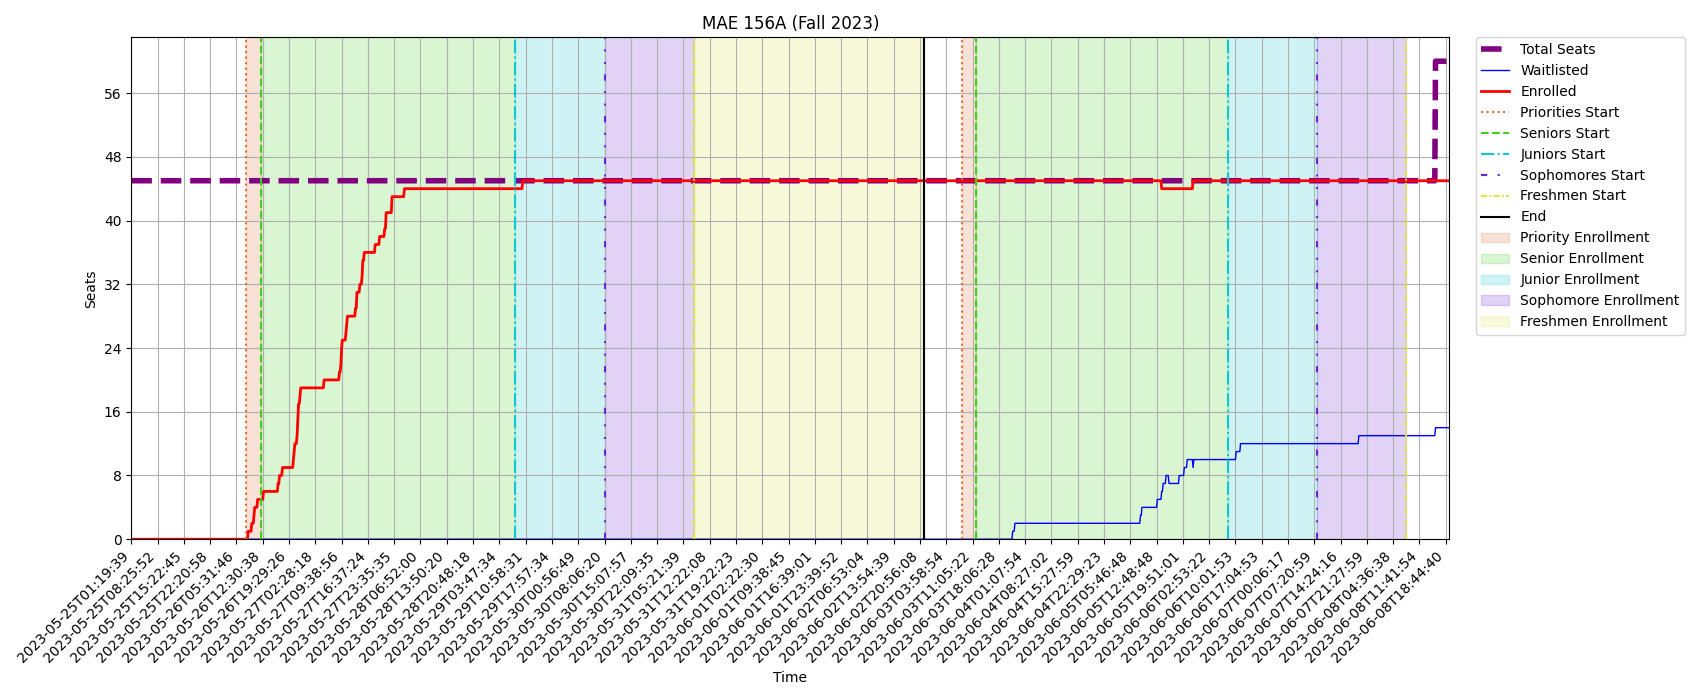 MAE 156A (Fall 2023)
Total Seats
Waitlisted
Enrolled
Priorities Start
Seniors Start
Juniors Start
Sophomores Start
Freshmen Start
End
Priority Enrollment
Senior Enrollment
Junior Enrollment
Sophomore Enrollment
Freshmen Enrollment
Seats
56
48
40
32
24
16
8
0
2023-05-25T01:19:39
2023-05-25T08:25:52
2023-05-25T15:22:45
2023-05-25T22:20:58
2023-05-26T05:31:46
2023-05-26T12:30:38
2023-05-26T19:29:26
2023-05-27T02:28:18
2023-05-27T09:38:56
2023-05-27T16:37:24
2023-05-27T23:35:35
2023-05-28T06:52:00
2023-05-28T13:50:20
2023-05-28T20:48:18
2023-05-29T03:47:34
2023-05-29T10:58:31
2023-05-29T17:57:34
2023-05-30T00:56:49
2023-05-30T08:06:20
2023-05-30T15:07:57
2023-05-30T22:09:35
2023-05-31T05:21:39
2023-05-31T12:22:08
2023-05-31T19:22:23
2023-06-01T02:22:30
2023-06-01T09:38:45
2023-06-01T16:39:01
2023-06-01T23:39:52
2023-06-02T06:53:04
2023-06-02T13:54:39
2023-06-02T20:56:08
2023-06-03T03:58:54
2023-06-03T11:05:22
2023-06-03T18:06:28
2023-06-04T01:07:54
2023-06-04T08:27:02
2023-06-04T15:27:59
2023-06-04T22:29:23
2023-06-05T05:46:48
2023-06-05T12:48:48
2023-06-05T19:51:01
2023-06-06T02:53:22
2023-06-06T10:01:53
2023-06-06T17:04:53
2023-06-07T00:06:17
2023-06-07T07:20:59
2023-06-07T14:24:16
2023-06-07T21:27:59
2023-06-08T04:36:38
2023-06-08T11:41:54
2023-06-08T18:44:40
Time